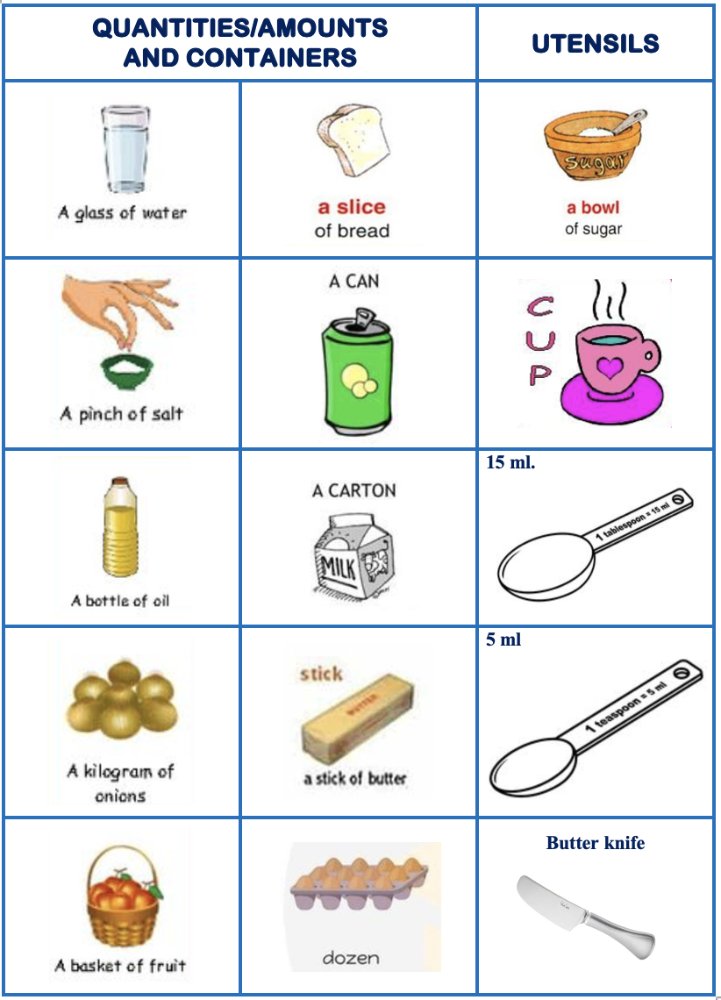 QUANTITIES/AMOUNTS
AND CONTAINERS
UTENSILS
A glass of water
a slice
of bread
sugar
a bowl
of sugar
A pinch of salt
A CAN
C
U
P
A bottle of oil
A CARTON
MILK
15 ml.
1 tablespoon = 15 ml
A kilogram of
onions
stick
BUTTER
a stick of butter
5 ml
1 teaspoon = 5 ml
A basket of fruit
dozen
Butter knife